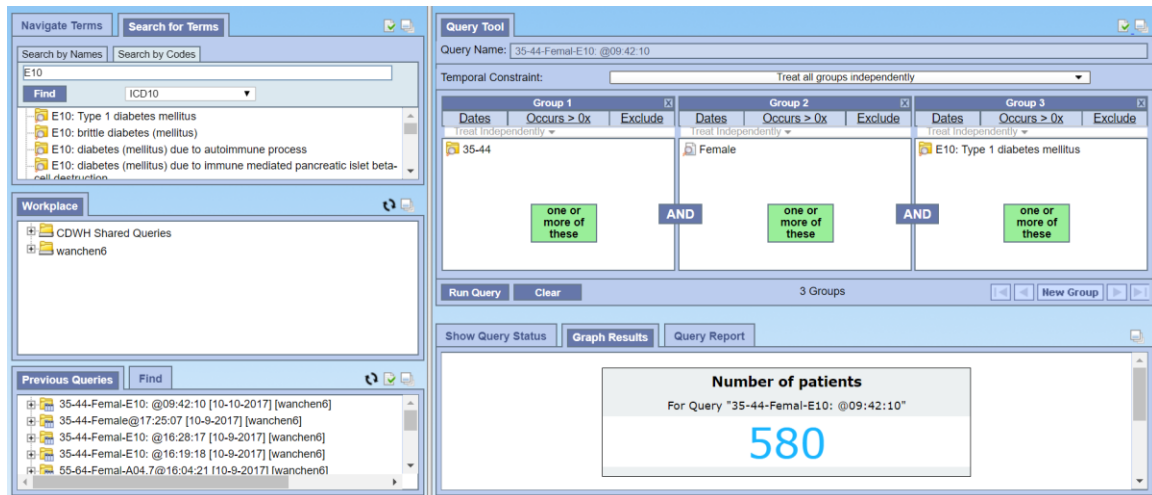 Navigate Terms Search for Terms
Search by Names Search by Codes
E10
Find ICD10
E10: Type 1 diabetes mellitus
E10: brittle diabetes (mellitus)
E10: diabetes (mellitus) due to autoimmune process
E10: diabetes (mellitus) due to immune mediated pancreatic islet beta-
cell destruction
Workplace
CDWH Shared Queries
wanchen6
Previous Queries Find
35-44-Femal-E10: @09:42:10 [10-10-2017] [wanchen6]
35-44-Female@17:25:07 [10-9-2017] [wanchen6]
35-44-Femal-E10: @16:28:17 [10-9-2017] [wanchen6]
35-44-Femal-E10: @16:19:18 [10-9-2017] [wanchen6]
55-64-Femal-A04.7@16:04:21 [10-9-2017] [wanchen6]
Query Tool
Query Name: 35-44-Femal-E10: @09:42:10
Temporal Constraint: Treat all groups independently
Group 1 Group 2 Group 3
Dates Occurs > 0x Exclude Dates Occurs > 0x Exclude Dates Occurs > 0x Exclude
Treat Independently Treat Independently Treat Independently
35-44 Female E10: Type 1 diabetes mellitus
one or one or one or
more of AND more of AND more of
these these these
Run Query Clear 3 Groups New Group
Show Query Status Graph Results Query Report
Number of patients
For Query "35-44-Femal-E10: @09:42:10"
580